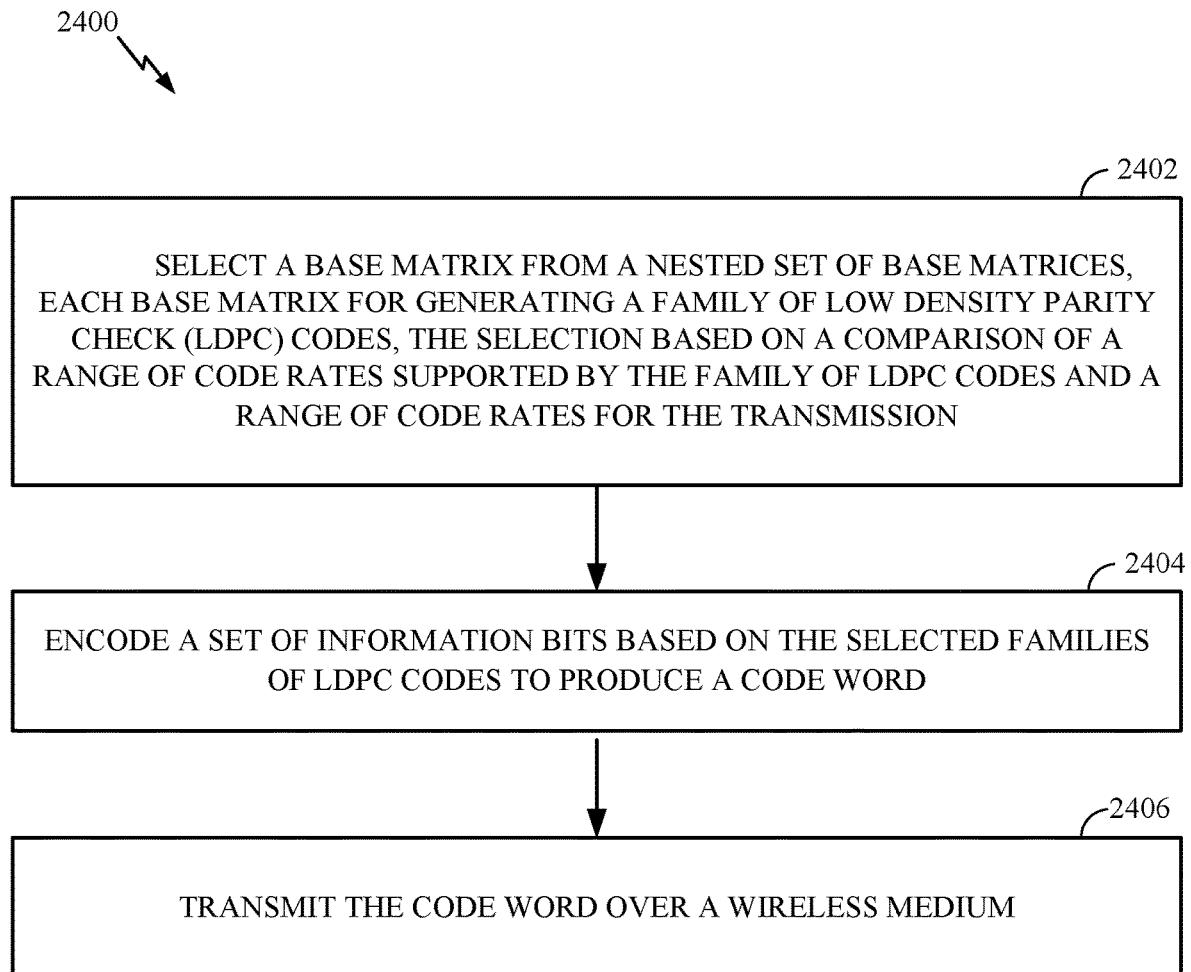 2400
2402
SELECT A BASE MATRIX FROM A NESTED SET OF BASE MATRICES,
EACH BASE MATRIX FOR GENERATING A FAMILY OF LOW DENSITY PARITY
CHECK (LDPC) CODES, THE SELECTION BASED ON A COMPARISON OF A
RANGE OF CODE RATES SUPPORTED BY THE FAMILY OF LDPC CODES AND A
RANGE OF CODE RATES FOR THE TRANSMISSION
2404
ENCODE A SET OF INFORMATION BITS BASED ON THE SELECTED FAMILIES
OF LDPC CODES TO PRODUCE A CODE WORD
2406
TRANSMIT THE CODE WORD OVER A WIRELESS MEDIUM